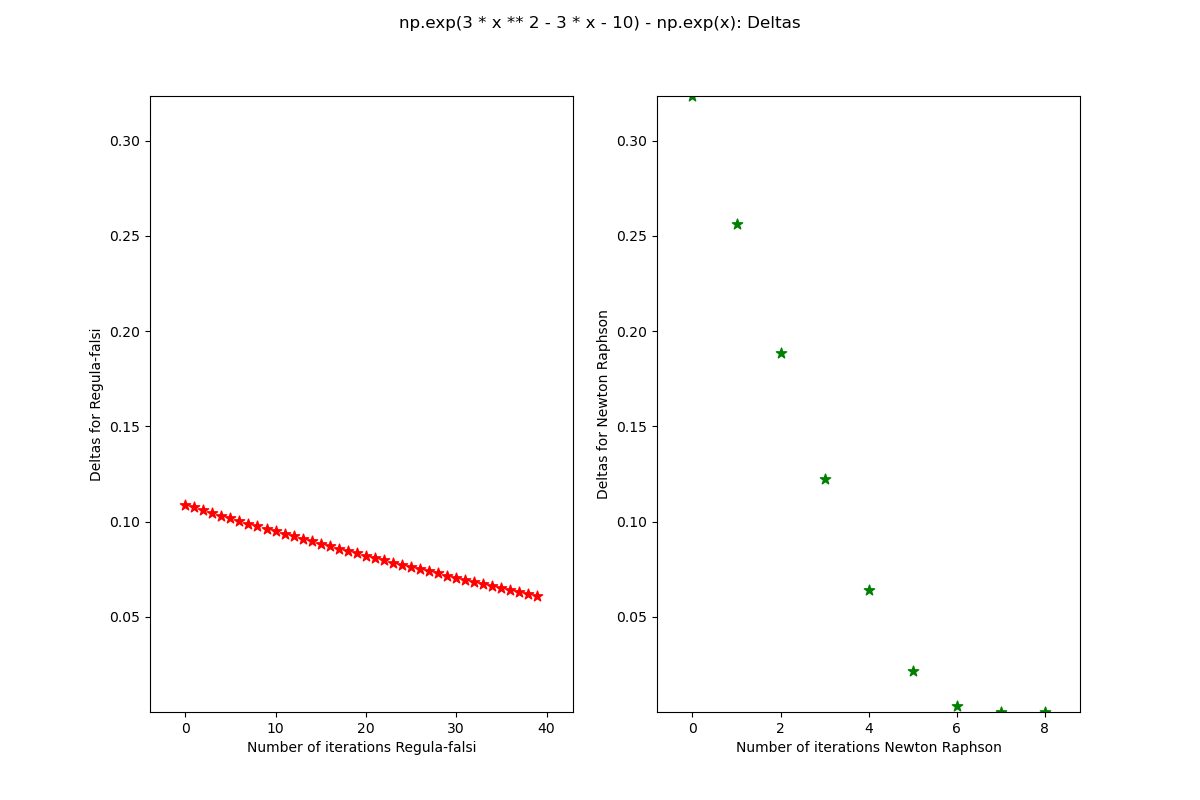 np.exp(3 * x ** 2 - 3 * x - 10) - np.exp(x): Deltas
Deltas for Regula-falsi
0.30
0.25
0.20
0.15
0.10
0.05
0 10 20 30 40
Number of iterations Regula-falsi
Deltas for Newton Raphson
0.30
0.25
0.20
0.15
0.10
0.05
0 2 4 6 8
Number of iterations Newton Raphson